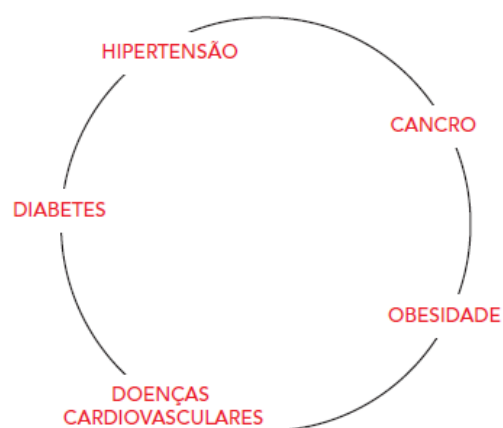 HIPERTENSÃO
CANCRO
DIABETES
OBESIDADE
DOENÇAS
CARDIOVASCULARES